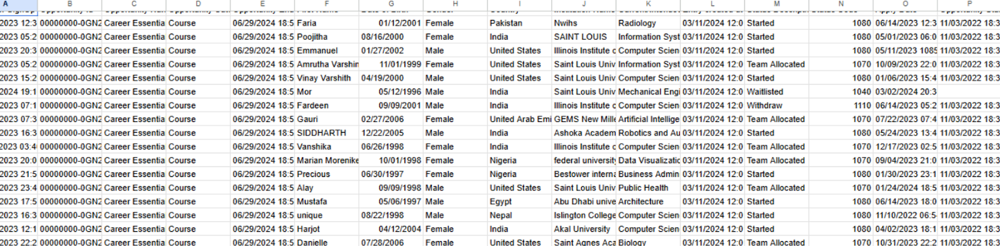 A B C D E F G H I J K L M N O P
2023 12:3 00000000-0GN2 Career Essentia Course 06/29/2024 18:5 Faria 01/12/2001 Female Pakistan Nwihs Radiology 03/11/2024 12:0 Started 1080 06/14/2023 12:3 11/03/2022 18:3
2023 05:2 00000000-0GN2 Career Essentia Course 06/29/2024 18:5 Poojitha 08/16/2000 Female India SAINT LOUIS Information Syst 03/11/2024 12:0 Started 1080 05/01/2023 06:0 11/03/2022 18:3
2023 20:3 00000000-0GN2 Career Essentia Course 06/29/2024 18:5 Emmanuel 01/27/2002 Male United States Illinois Institute o Computer Scien 03/11/2024 12:0 Started 1080 05/11/2023 1085 11/03/2022 18:3
2023 05:2 00000000-0GN2 Career Essentia Course 06/29/2024 18:5 Amrutha Varshin 11/01/1999 Female United States Saint Louis Univ Information Syst 03/11/2024 12:0 Team Allocated 1070 10/09/2023 22:0 11/03/2022 18:3
2023 15:2 00000000-0GN2 Career Essentia Course 06/29/2024 18:5 Vinay Varshith 04/19/2000 Male United States Saint Louis Univ Computer Scien 03/11/2024 12:0 Started 1080 01/06/2023 15:4 11/03/2022 18:3
2024 19:1 00000000-0GN2 Career Essentia Course 06/29/2024 18:5 Mor 05/12/1996 Male India Saint Louis Univ Mechanical Engi 03/11/2024 12:0 Waitlisted 1040 03/02/2024 20:3
2023 07:1 00000000-0GN2 Career Essentia Course 06/29/2024 18:5 Fardeen 09/09/2001 Male India Illinois Institute o Computer Scien 03/11/2024 12:0 Withdraw 1110 06/14/2023 05:2 11/03/2022 18:3
2023 07:3 00000000-0GN2 Career Essentia Course 06/29/2024 18:5 Gauri 02/27/2006 Female United Arab Emi GEMS New Mille Artificial Intellige 03/11/2024 12:0 Team Allocated 1070 07/22/2023 07:4 11/03/2022 18:3
2023 16:3 00000000-0GN2 Career Essentia Course 06/29/2024 18:5 SIDDHARTH 12/22/2005 Male India Ashoka Academ Robotics and Au 03/11/2024 12:0 Started 1080 05/24/2023 13:4 11/03/2022 18:3
2023 03:4 00000000-0GN2 Career Essentia Course 06/29/2024 18:5 Vanshika 06/26/1998 Female India Illinois Institute o Computer Scien 03/11/2024 12:0 Team Allocated 1070 12/17/2023 02:5 11/03/2022 18:3
2023 20:0 00000000-0GN2 Career Essentia Course 06/29/2024 18:5 Marian Morenike 10/01/1998 Female Nigeria federal university Data Visualizatic 03/11/2024 12:0 Team Allocated 1070 09/04/2023 21:0 11/03/2022 18:3
2023 21:5 00000000-0GN2 Career Essentia Course 06/29/2024 18:5 Precious 06/30/1997 Female Nigeria Bestower interna Business Admin 03/11/2024 12:0 Started 1080 01/30/2023 23:1 11/03/2022 18:3
2023 23:4 00000000-0GN2 Career Essentia Course 06/29/2024 18:5 Alay 09/09/1998 Male United States Saint Louis Univ Public Health 03/11/2024 12:0 Team Allocated 1070 01/24/2024 18:5 11/03/2022 18:3
2023 17:5 00000000-0GN2 Career Essentia Course 06/29/2024 18:5 Mustafa 05/06/1997 Male Egypt Abu Dhabi unive Architecture 03/11/2024 12:0 Started 1080 06/14/2023 18:0 11/03/2022 18:3
2023 16:3 00000000-0GN2 Career Essentia Course 06/29/2024 18:5 unique 08/22/1998 Male Nepal Islington College Computer Scien 03/11/2024 12:0 Started 1080 11/10/2022 06:5 11/03/2022 18:3
2023 12:1 00000000-0GN2 Career Essentia Course 06/29/2024 18:5 Harjot 04/12/2004 Female India Akal University Computer Scien 03/11/2024 12:0 Started 1080 04/02/2023 18:1 11/03/2022 18:3
2023 22:2 00000000-0GN2 Career Essentia Course 06/29/2024 18:5 Danielle 07/28/2006 Female United States Saint Agnes Aca Biology 03/11/2024 12:0 Team Allocated 1070 10/31/2023 22:2 11/03/2022 18:3